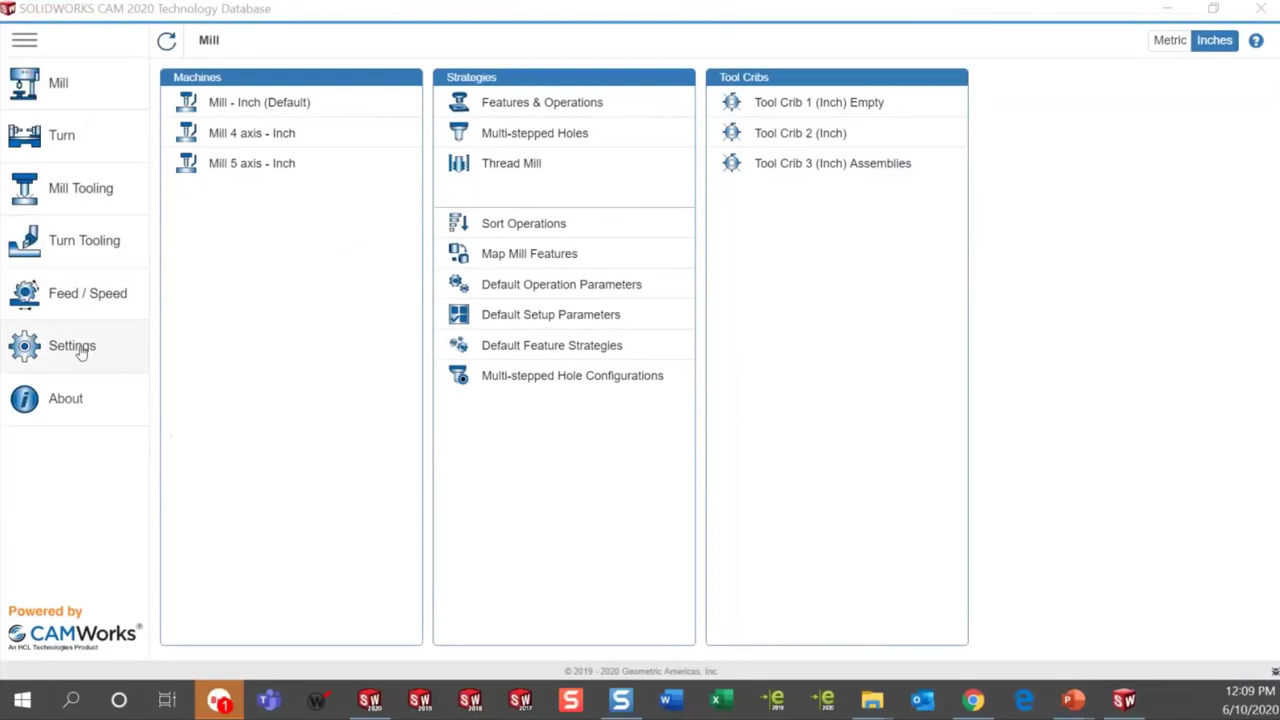 SOLIDWORKS CAM 2020 Technology Database
Mill
Metric
Inches
Mill
Turn
Mill Tooling
Turn Tooling
Feed / Speed
Settings
About
Machines
Mill - Inch (Default)
Mill 4 axis - Inch
Mill 5 axis - Inch
Strategies
Features & Operations
Multi-stepped Holes
Thread Mill
Sort Operations
Map Mill Features
Default Operation Parameters
Default Setup Parameters
Default Feature Strategies
Multi-stepped Hole Configurations
Tool Cribs
Tool Crib 1 (Inch) Empty
Tool Crib 2 (Inch)
Tool Crib 3 (Inch) Assemblies
Powered by
CAMWorks®
An HCL Technologies Product
© 2019 - 2020 Geometric Americas, Inc.
12:09 PM
6/10/2020